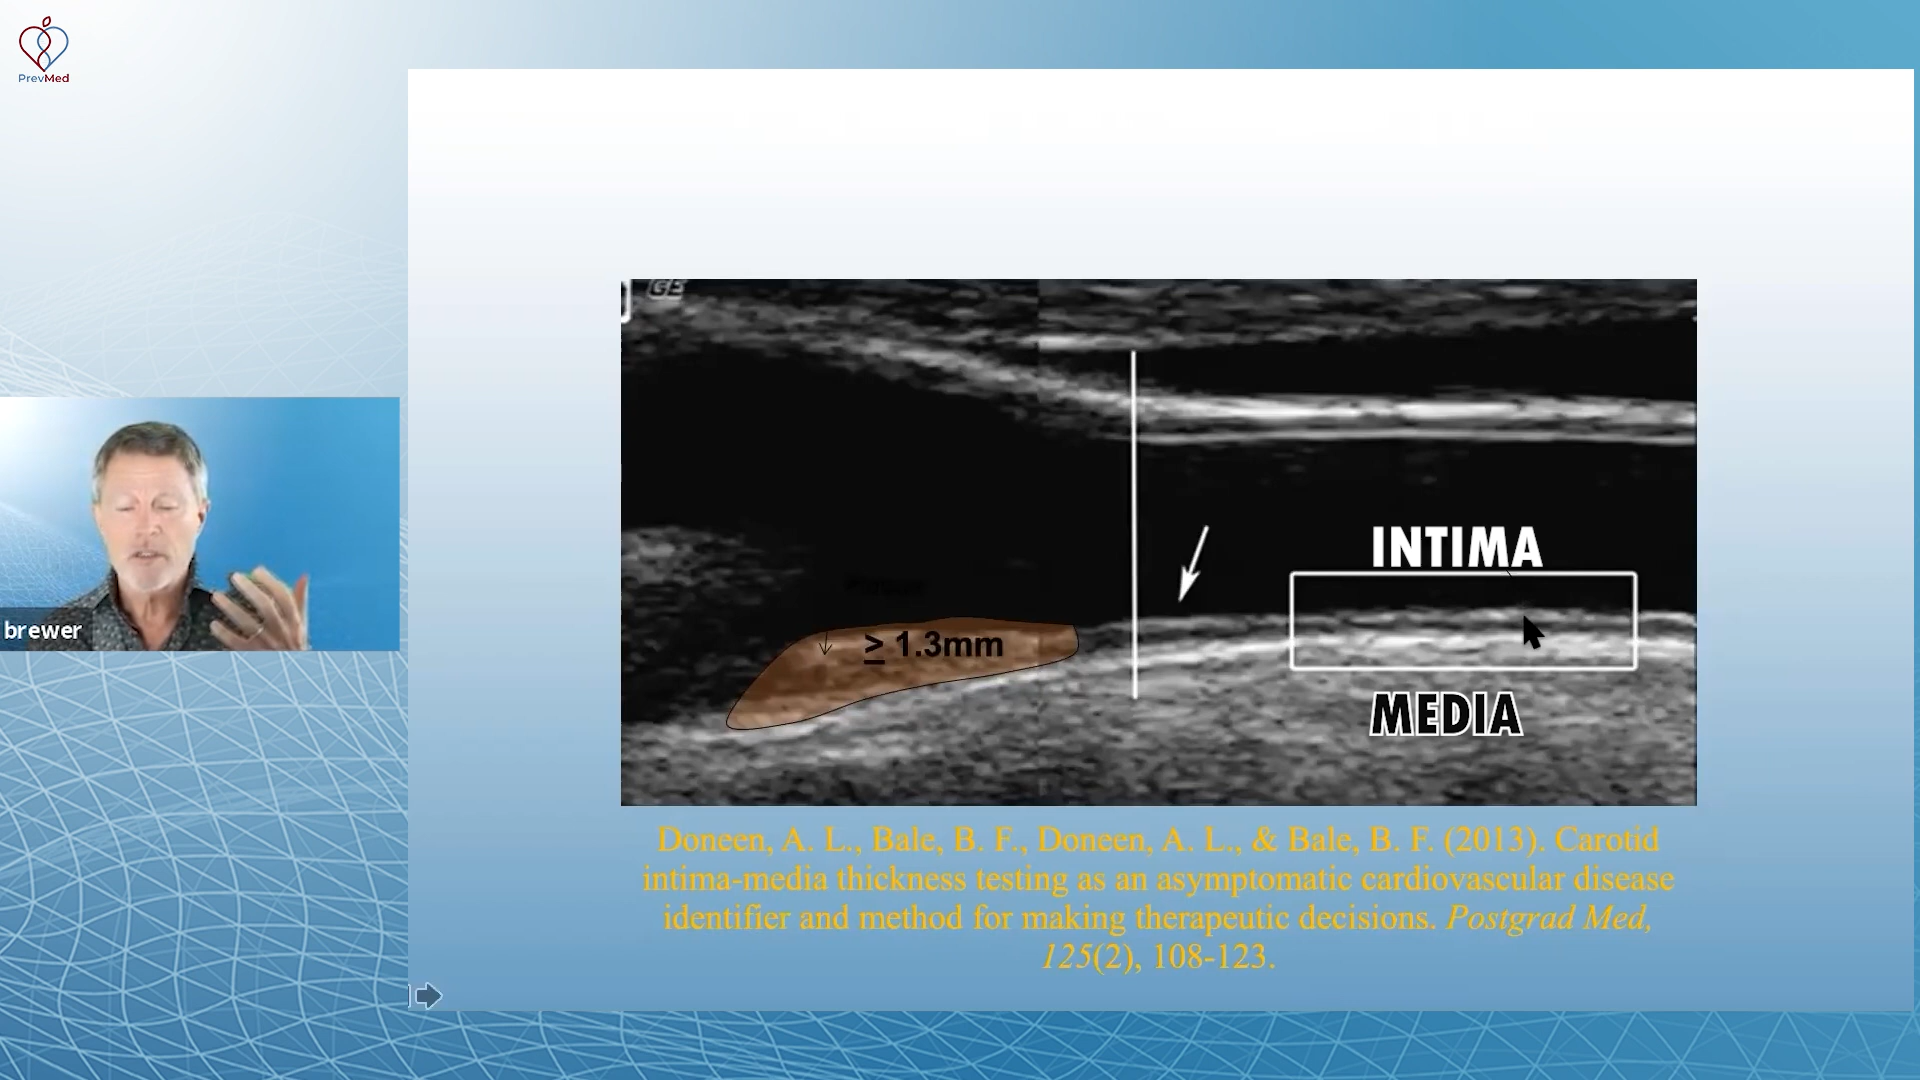 PrevMed
GE
INTIMA
≥ 1.3mm
brewer
MEDIA
Doneen, A. L., Bale, B. F., Doneen, A. L., & Bale, B. F. (2013). Carotid
intima-media thickness testing as an asymptomatic cardiovascular disease
identifier and method for making therapeutic decisions. Postgrad Med,
125(2), 108-123.